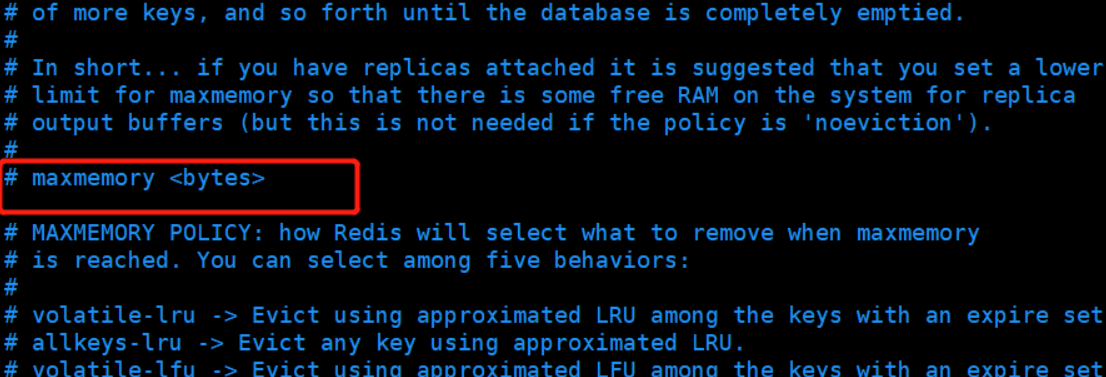 # of more keys, and so forth until the database is completely emptied.
#
# In short... if you have replicas attached it is suggested that you set a lower
# limit for maxmemory so that there is some free RAM on the system for replica
# output buffers (but this is not needed if the policy is 'noeviction').
#
# maxmemory <bytes>
# MAXMEMORY POLICY: how Redis will select what to remove when maxmemory
# is reached. You can select among five behaviors:
#
# volatile-lru -> Evict using approximated LRU among the keys with an expire set
# allkeys-lru -> Evict any key using approximated LRU.
# volatile-lfu -> Evict using approximated LFU among the keys with an expire set